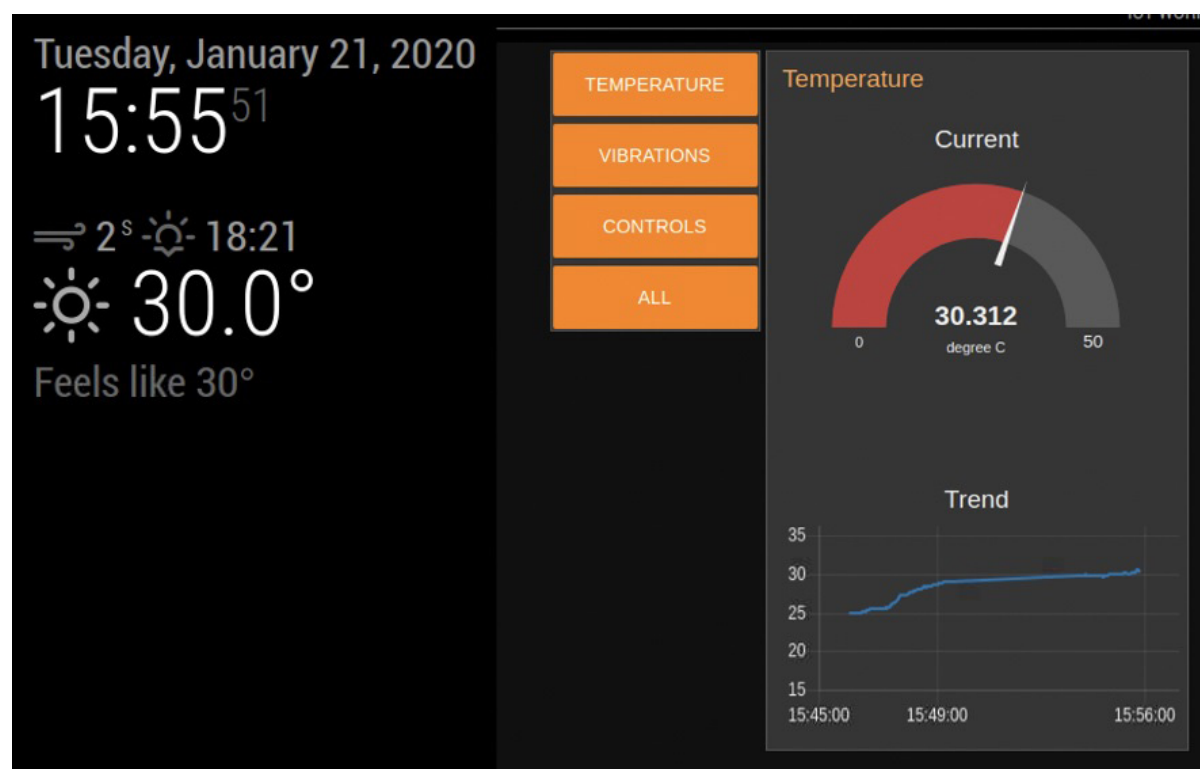 Tuesday, January 21, 2020
15:55 51
2 S 18:21
30.0°
Feels like 30°
TEMPERATURE
VIBRATIONS
CONTROLS
ALL
Temperature
Current
30.312
0
degree C
50
Trend
35
30
25
20
15
15:45:00 15:49:00 15:56:00